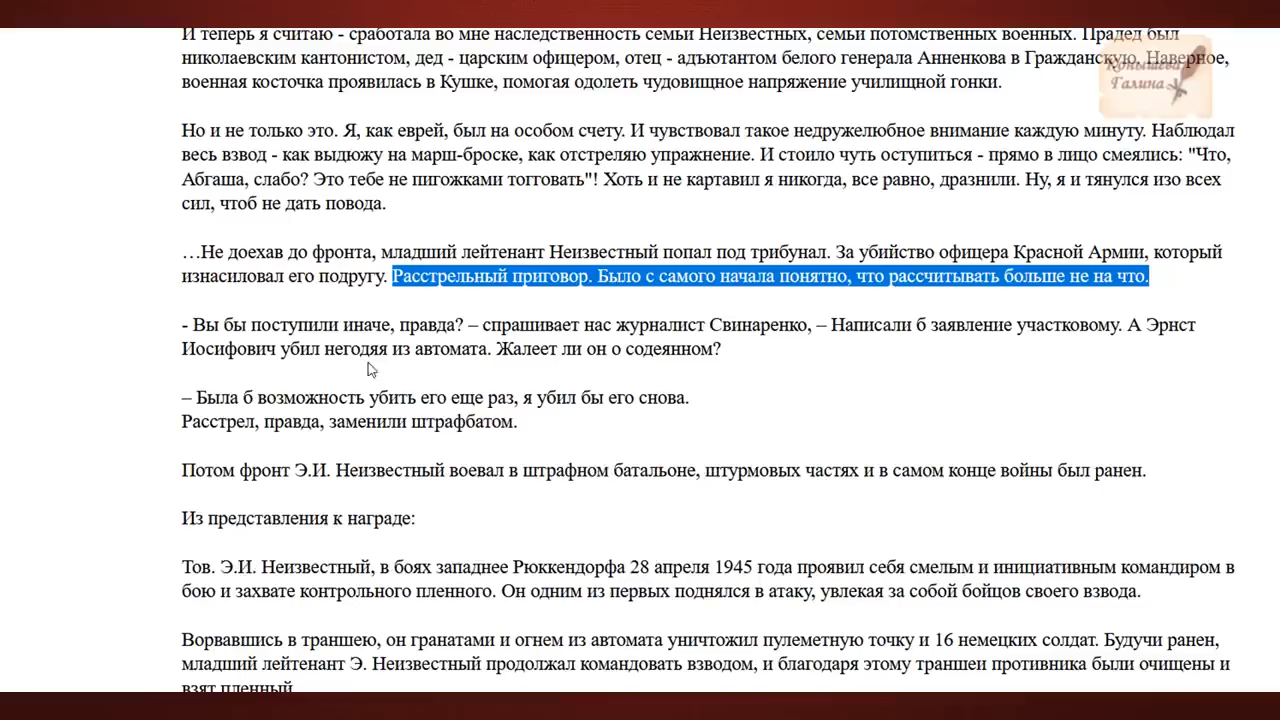 И теперь я считаю - сработала во мне наследственность семьи Неизвестных, семьи потомственных военных. Прадед был
николаевским кантонистом, дед - царским офицером, отец - адъютантом белого генерала Анненкова в Гражданскую. Наверное,
военная косточка проявилась в Кушке, помогая одолеть чудовищное напряжение училищной гонки.
Конышева
Галина
Но и не только это. Я, как еврей, был на особом счету. И чувствовал такое недружелюбное внимание каждую минуту. Наблюдал
весь взвод - как выдюжу на марш-броске, как отстреляю упражнение. И стоило чуть оступиться - прямо в лицо смеялись: "Что,
Абгаша, слабо? Это тебе не пигожками тогговать"! Хоть и не картавил я никогда, все равно, дразнили. Ну, я и тянулся изо всех
сил, чтоб не дать повода.
…Не доехав до фронта, младший лейтенант Неизвестный попал под трибунал. За убийство офицера Красной Армии, который
изнасиловал его подругу. Расстрельный приговор. Было с самого начала понятно, что рассчитывать больше не на что.
- Вы бы поступили иначе, правда? – спрашивает нас журналист Свинаренко, – Написали б заявление участковому. А Эрнст
Иосифович убил негодяя из автомата. Жалеет ли он о содеянном?
– Была б возможность убить его еще раз, я убил бы его снова.
Расстрел, правда, заменили штрафбатом.
Потом фронт Э.И. Неизвестный воевал в штрафном батальоне, штурмовых частях и в самом конце войны был ранен.
Из представления к награде:
Тов. Э.И. Неизвестный, в боях западнее Рюккендорфа 28 апреля 1945 года проявил себя смелым и инициативным командиром в
бою и захвате контрольного пленного. Он одним из первых поднялся в атаку, увлекая за собой бойцов своего взвода.
Ворвавшись в траншею, он гранатами и огнем из автомата уничтожил пулеметную точку и 16 немецких солдат. Будучи ранен,
младший лейтенант Э. Неизвестный продолжал командовать взводом, и благодаря этому траншеи противника были очищены и
взят пленный